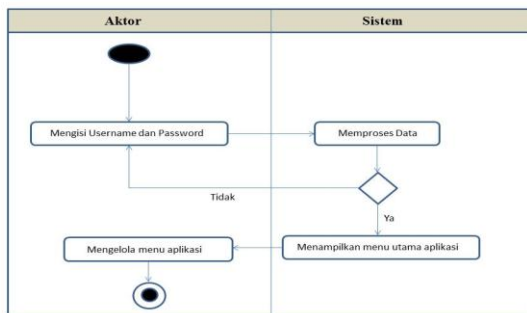 Aktor
Sistem
Mengisi Username dan Password
Memproses Data
Tidak
Ya
Mengelola menu aplikasi
Menampilkan menu utama aplikasi